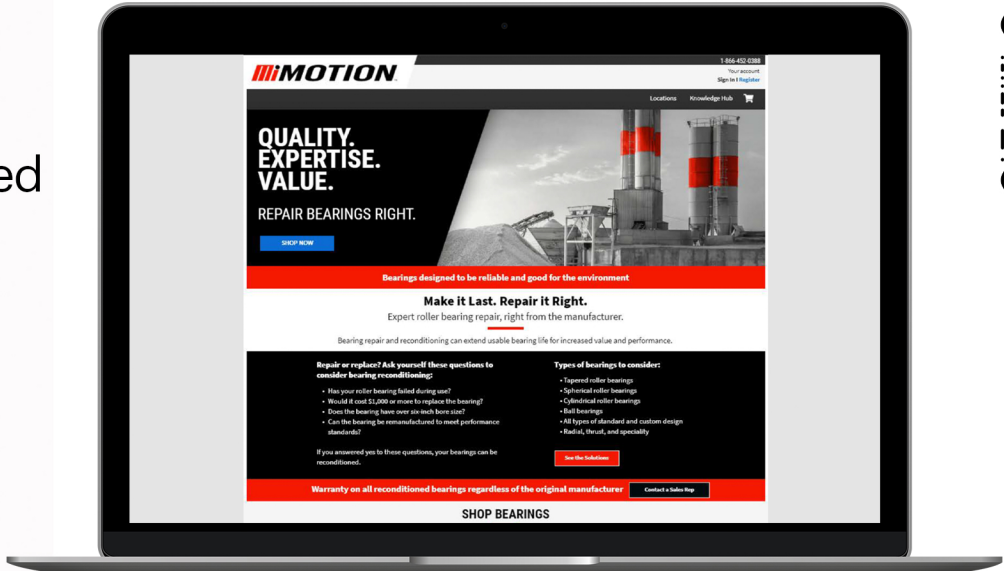 1-866-452-0388
Your account
Sign in | Register
MiMOTION
Locations Knowledge Hub
QUALITY.
EXPERTISE.
VALUE.
REPAIR BEARINGS RIGHT.
SHOP NOW
ed
Bearings designed to be reliable and good for the environment
Make it Last. Repair it Right.
Expert roller bearing repair, right from the manufacturer.
Bearing repair and reconditioning can extend usable bearing life for increased value and performance.
Repair or replace? Ask yourself these questions to
consider bearing reconditioning:
• Has your roller bearing failed during use?
• Would it cost $1,000 or more to replace the bearing?
• Does the bearing have over six-inch bore size?
• Can the bearing be remanufactured to meet performance
standards?
If you answered yes to these questions, your bearings can be
reconditioned.
Types of bearings to consider:
• Tapered roller bearings
• Spherical roller bearings
• Cylindrical roller bearings
• Ball bearings
• All types of standard and custom design
• Radial, thrust, and speciality
See the Solutions
Warranty on all reconditioned bearings regardless of the original manufacturer
Contact a Sales Rep
SHOP BEARINGS